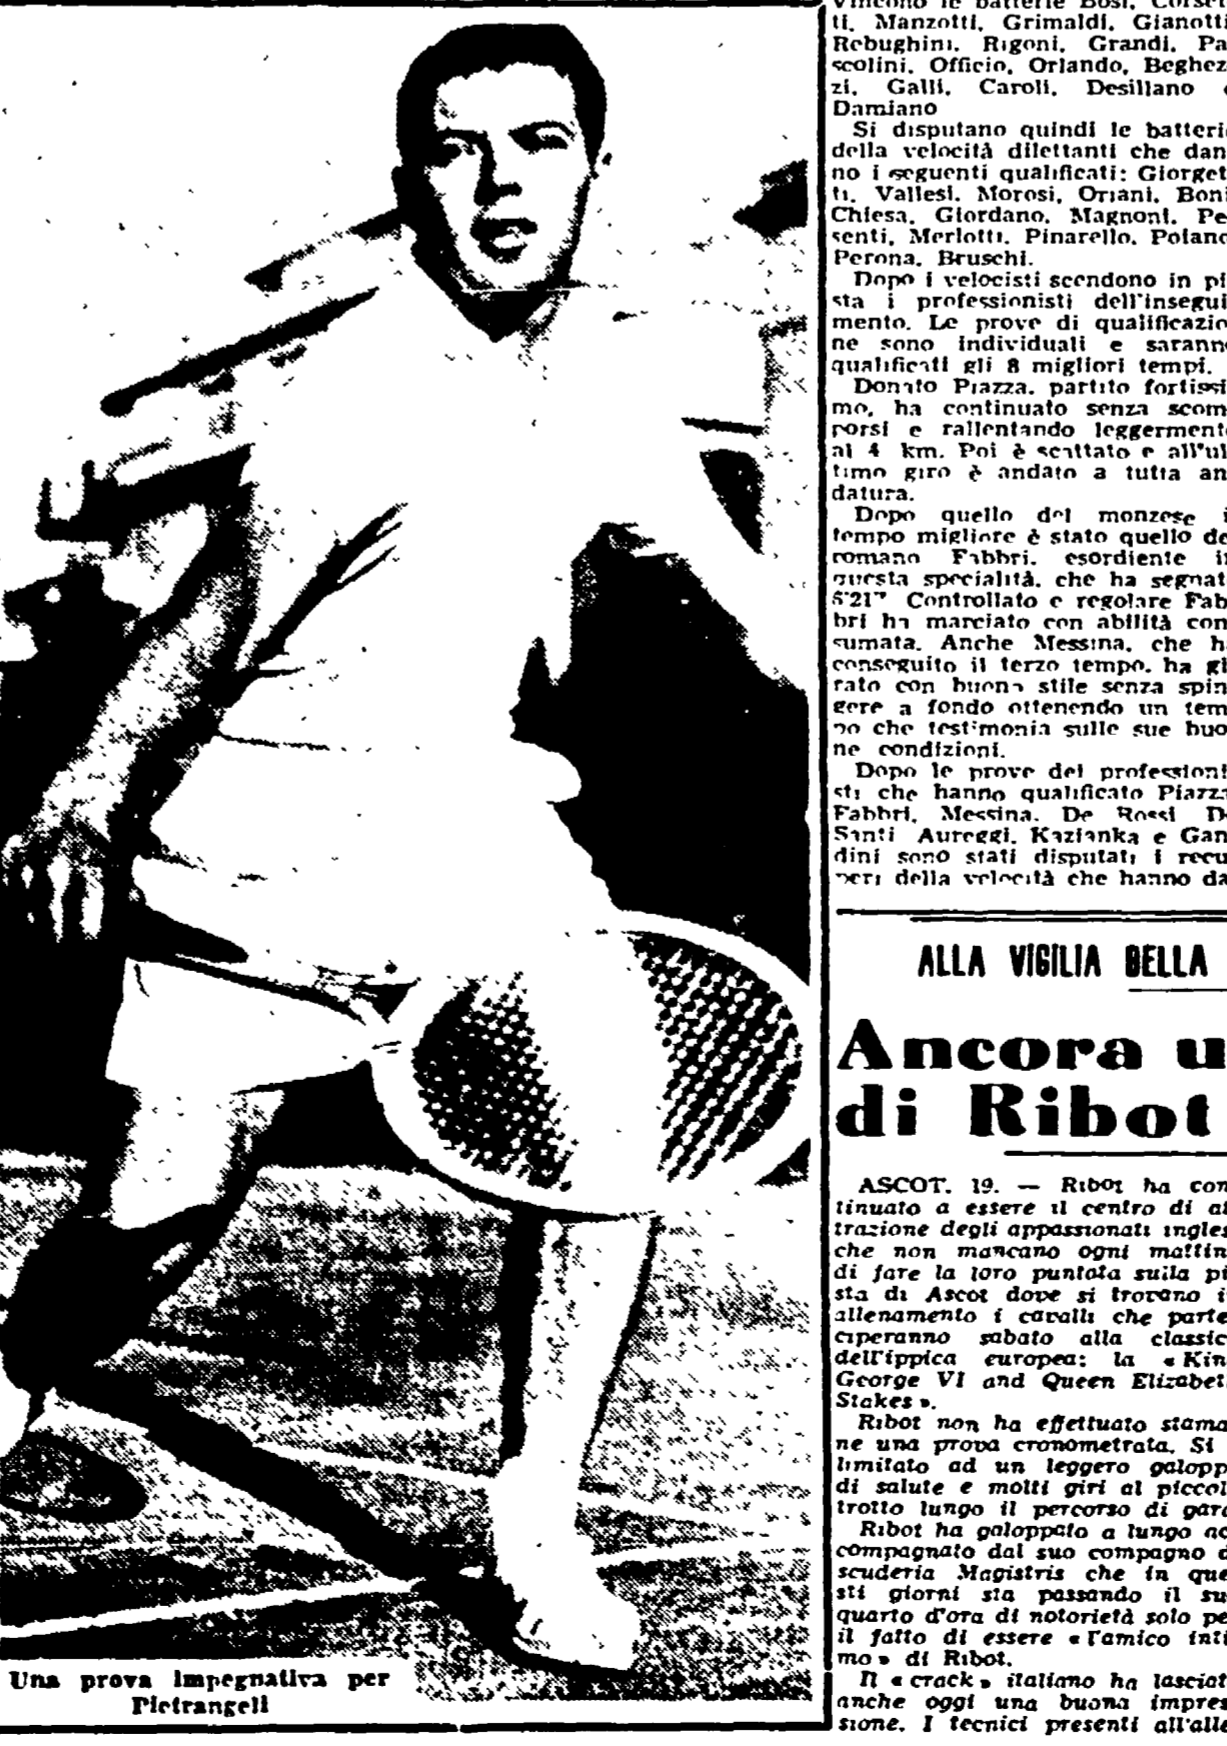 Vincono le batterie Bosi, Corset-
ti, Manzotti, Grimaldi, Gianotti
Rebughini, Rigoni, Grandi, Pa
scolini, Officio, Orlando, Beghez
zi, Galli, Caroli, Desillano
Damiano
Si disputano quindi le batteri
della velocità dilettanti che dan
no i seguenti qualificati: Giorget
ti, Vallesi, Morosi, Oriani, Boni
Chiesa, Giordano, Magnoni, Pe
senti, Merlotti, Pinarello, Polano
Perona, Bruschi.
Dopo i velocisti scendono in pi
sta i professionisti dell'insegui
mento. Le prove di qualificazio
ne sono individuali e saranno
qualificati gli 8 migliori tempi.
Donato Piazza, partito fortissi
mo, ha continuato senza scom
porsi e rallentando leggermente
al 4 km. Poi è scattato e all'ul
timo giro è andato a tutta an
datura.
Dopo quello del monzese i
tempo migliore è stato quello de
romano Fabbri, esordiente in
questa specialità, che ha segnat
5'21" Controllato e regolare Fab
bri ha marciato con abilità con
sumata. Anche Messina, che ha
conseguito il terzo tempo, ha gi
rato con buono stile senza spin
gere a fondo ottenendo un tem
po che testimonia sulle sue buo
ne condizioni.
Dopo le prove dei professioni
sti che hanno qualificato Piazza
Fabbri, Messina, De Rossi De
Santi Aureggi, Kazianka e Gan
dini sono stati disputati i recu
peri della velocità che hanno da
ALLA VIGILIA DELLA
Ancora u
di Ribot
ASCOT, 19. — Ribot ha con
tinuato a essere il centro di at
trazione degli appassionati ingles
che non mancano ogni mattin
di fare la loro puntata sulla pi
sta di Ascot dove si trovano i
allenamento i cavalli che parte
ciperanno sabato alla classic
dell'ippica europea: la «Kin
George VI and Queen Elizabet
Stakes».
Ribot non ha effettuato stama
ne una prova cronometrata. Si
limitato ad un leggero galopp
di salute e molti giri al piccol
trotto lungo il percorso di gara
Ribot ha galoppato a lungo ac
compagnato dal suo compagno d
scuderia Magistris che in que
sti giorni sta passando il su
quarto d'ora di notorietà solo pe
il fatto di essere «l'amico inti
mo» di Ribot.
Il «crack» italiano ha lasciat
anche oggi una buona impres
sione. I tecnici presenti all'alle
Una prova impegnativa per
Pietrangeli